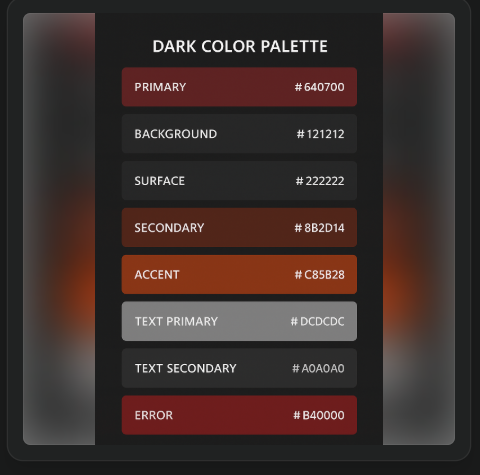 DARK COLOR PALETTE
PRIMARY #640700
BACKGROUND #121212
SURFACE #222222
SECONDARY #8B2D14
ACCENT #C85B28
TEXT PRIMARY #DCDCDC
TEXT SECONDARY #A0A0A0
ERROR #B40000